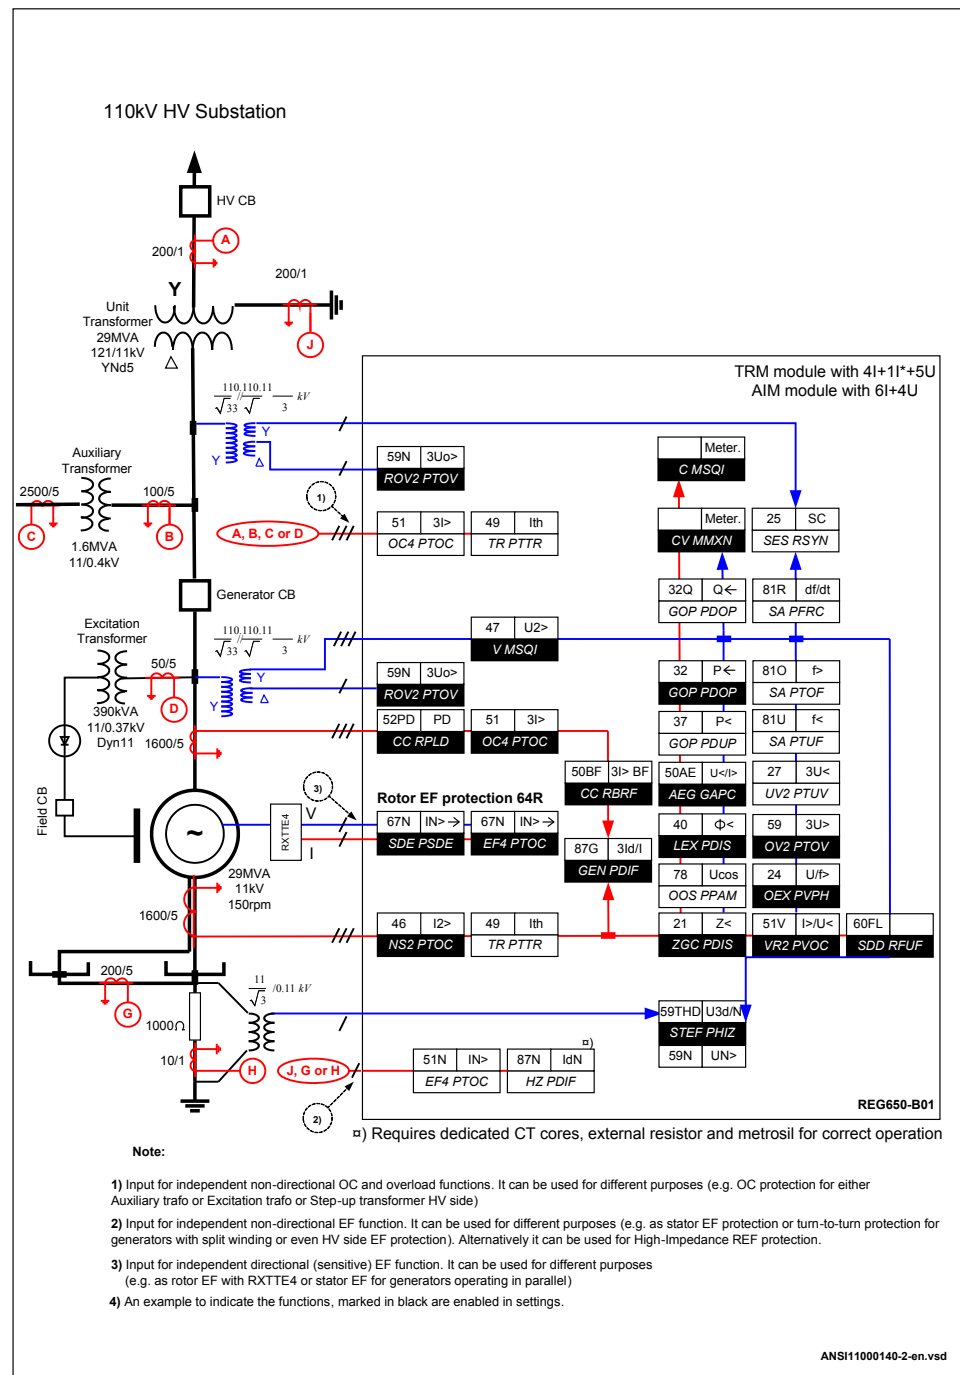 110kV HV Substation
HV CB
A
200/1
200/1
Y
Unit
Transformer
29MVA
121/11kV
YNd5
△
J
TRM module with 4I+1I*+5U
AIM module with 6I+4U
110.110.11
√33 // √ 3 kV
Y
Y
△
59N 3Uo>
ROV2 PTOV
Meter.
C MSQI
Auxiliary
Transformer
2500/5
100/5
C
B
1.6MVA
11/0.4kV
1)
A, B, C or D
51 3I>
OC4 PTOC
49 Ith
TR PTTR
Meter.
CV MMXN
25 SC
SES RSYN
Generator CB
32Q Q←
GOP PDOP
81R df/dt
SA PFRC
Excitation
Transformer
50/5
D
390kVA
11/0.37kV
Dyn11
1600/5
110.110.11
√33 // √ 3 kV
Y
Y
△
47 U2>
V MSQI
59N 3Uo>
ROV2 PTOV
32 P←
GOP PDOP
81O f>
SA PTOF
52PD PD
CC RPLD
51 3I>
OC4 PTOC
37 P<
GOP PDUP
81U f<
SA PTUF
50BF 3I> BF
CC RBRF
50AE U</I>
AEG GAPC
27 3U<
UV2 PTUV
Field CB
3)
Rotor EF protection 64R
~
RXTTE4
V
I
67N IN>→
SDE PSDE
67N IN>→
EF4 PTOC
87G 3Id/I
GEN PDIF
40 Φ<
LEX PDIS
59 3U>
OV2 PTOV
29MVA
11kV
150rpm
78 Ucos
OOS PPAM
24 U/f>
OEX PVPH
1600/5
46 I2>
NS2 PTOC
49 Ith
TR PTTR
21 Z<
ZGC PDIS
51V I>/U<
VR2 PVOC
60FL
SDD RFUF
200/5
G
11
√3 /0.11 kV
1000Ω
10/1
H
59THD U3d/N
STEF PHIZ
59N UN>
J, G or H
2)
51N IN>
EF4 PTOC
¤)
87N IdN
HZ PDIF
REG650-B01
¤) Requires dedicated CT cores, external resistor and metrosil for correct operation
Note:
1) Input for independent non-directional OC and overload functions. It can be used for different purposes (e.g. OC protection for either
Auxiliary trafo or Excitation trafo or Step-up transformer HV side)
2) Input for independent non-directional EF function. It can be used for different purposes (e.g. as stator EF protection or turn-to-turn protection for
generators with split winding or even HV side EF protection). Alternatively it can be used for High-Impedance REF protection.
3) Input for independent directional (sensitive) EF function. It can be used for different purposes
(e.g. as rotor EF with RXTTE4 or stator EF for generators operating in parallel)
4) An example to indicate the functions, marked in black are enabled in settings.
ANSI11000140-2-en.vsd